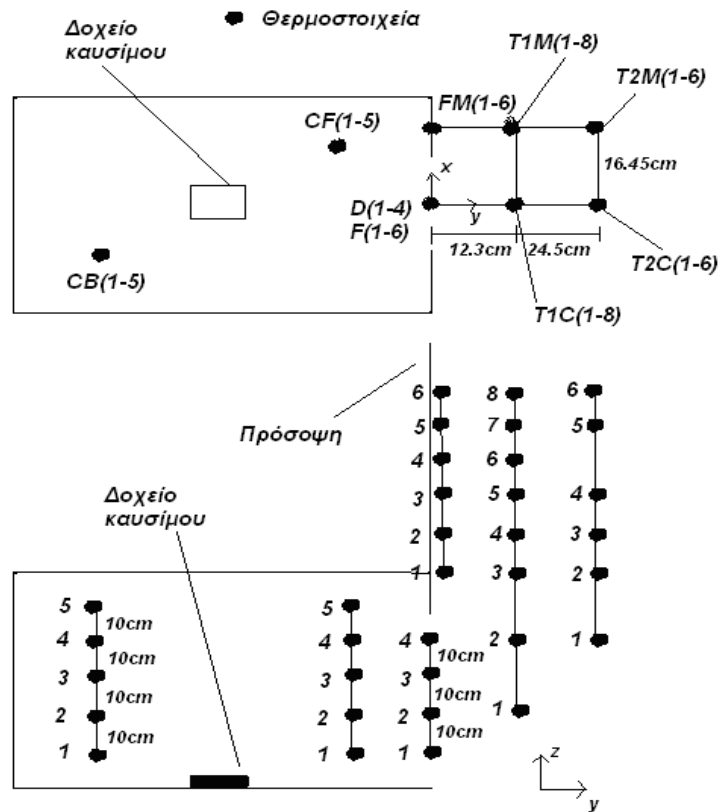 Δοχείο
καυσίμου
Θερμοστοιχεία
T1M(1-8)
T2M(1-6)
FM(1-6)
CF(1-5)
x
16.45cm
D(1-4)
F(1-6)
y
12.3cm
24.5cm
T2C(1-6)
CB(1-5)
T1C(1-8)
Πρόσοψη
Δοχείο
καυσίμου
6
5
4
3
2
1
8
7
6
5
4
3
2
1
6
5
4
3
2
1
5
4
3
2
1
10cm
10cm
10cm
10cm
5
4
3
2
1
4
3
2
1
10cm
10cm
10cm
z
y